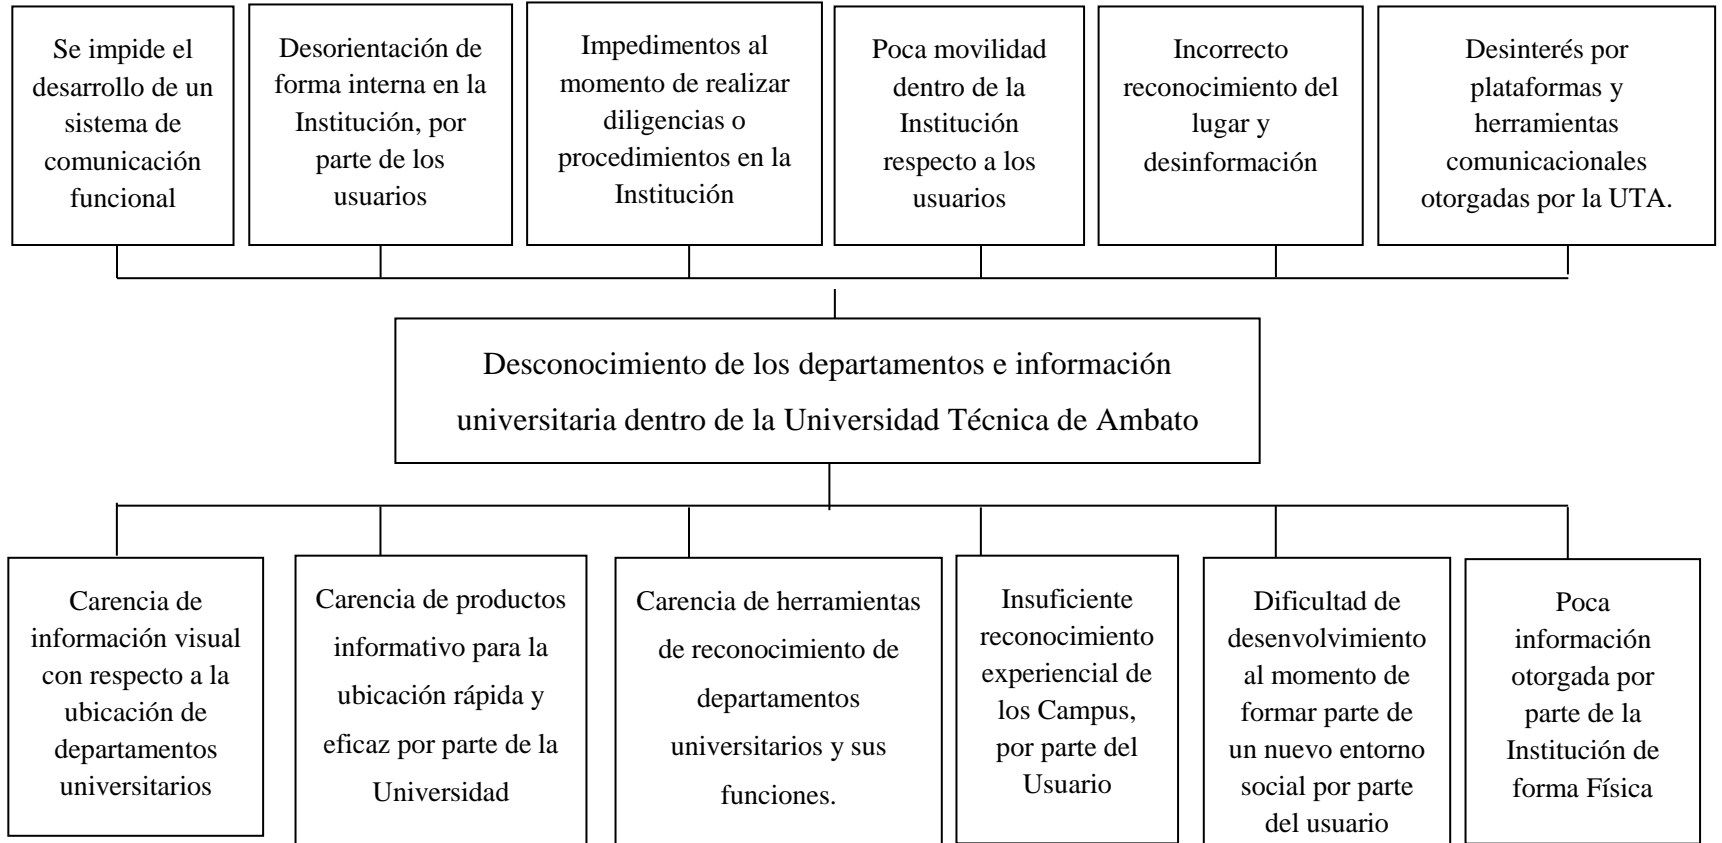 Se impide el
desarrollo de un
sistema de
comunicación
funcional
Desorientación de
forma interna en la
Institución, por
parte de los
usuarios
Impedimentos al
momento de realizar
diligencias o
procedimientos en la
Institución
Poca movilidad
dentro de la
Institución
respecto a los
usuarios
Incorrecto
reconocimiento del
lugar y
desinformación
Desinterés por
plataformas y
herramientas
comunicacionales
otorgadas por la UTA.
Desconocimiento de los departamentos e información
universitaria dentro de la Universidad Técnica de Ambato
Carencia de
información visual
con respecto a la
ubicación de
departamentos
universitarios
Carencia de productos
informativo para la
ubicación rápida y
eficaz por parte de la
Universidad
Carencia de herramientas
de reconocimiento de
departamentos
universitarios y sus
funciones.
Insuficiente
reconocimiento
experiencial de
los Campus,
por parte del
Usuario
Dificultad de
desenvolvimiento
al momento de
formar parte de
un nuevo entorno
social por parte
del usuario
Poca
información
otorgada por
parte de la
Institución de
forma Física